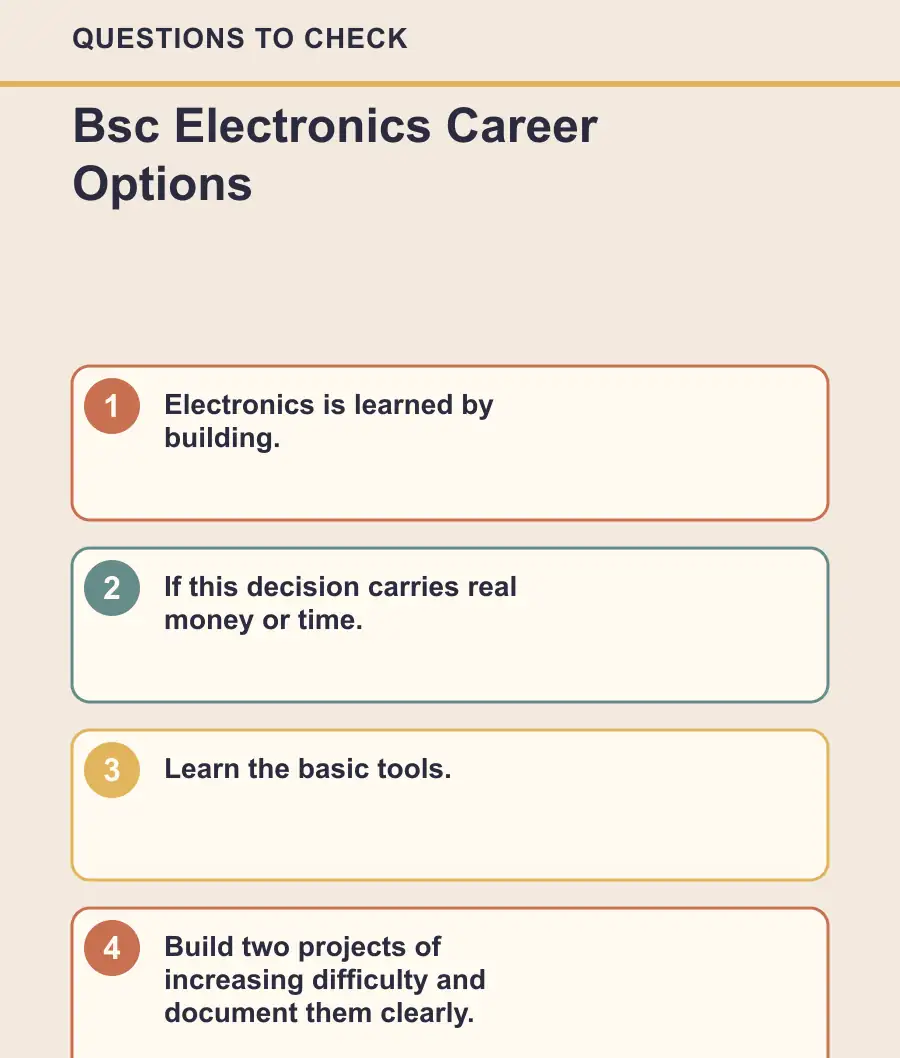 QUESTIONS TO CHECK
Bsc Electronics Career
Options
1
Electronics is learned by
building.
2
If this decision carries real
money or time.
3
Learn the basic tools.
4
Build two projects of
increasing difficulty and
document them clearly.